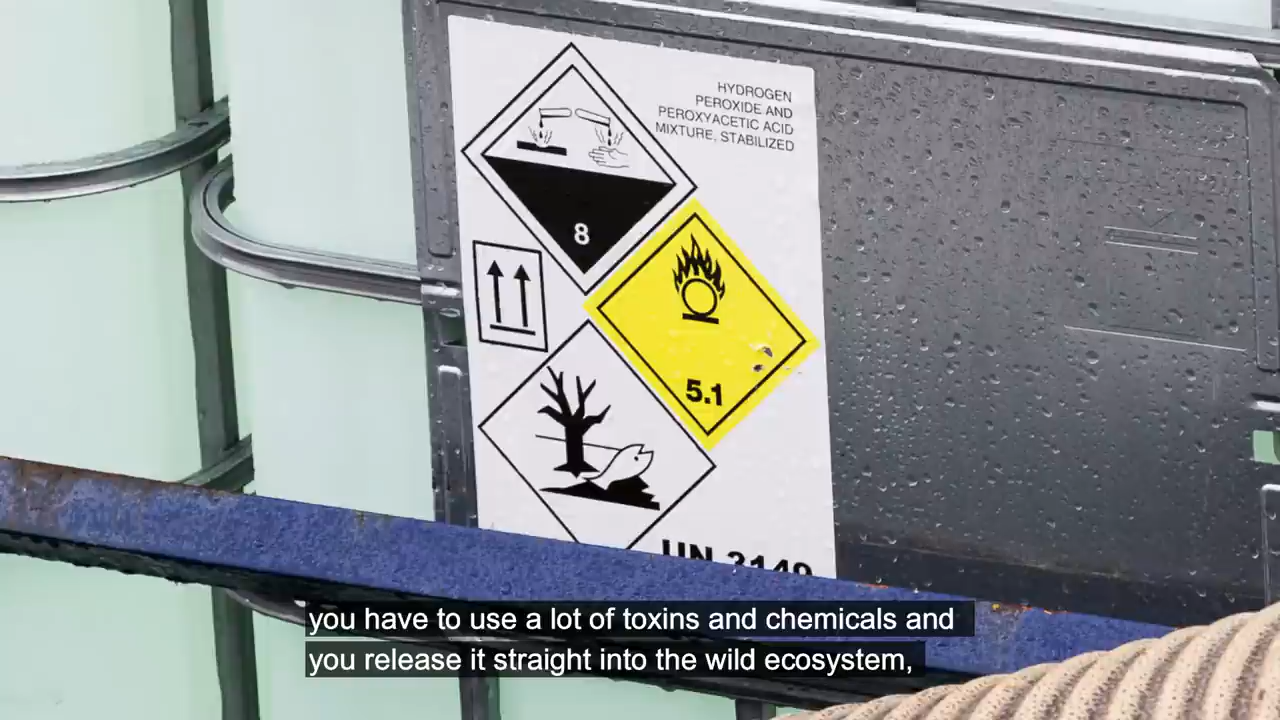 HYDROGEN
PEROXIDE AND
PEROXYACETIC ACID
MIXTURE, STABILIZED
8
5.1
UN 3149
you have to use a lot of toxins and chemicals and
you release it straight into the wild ecosystem,